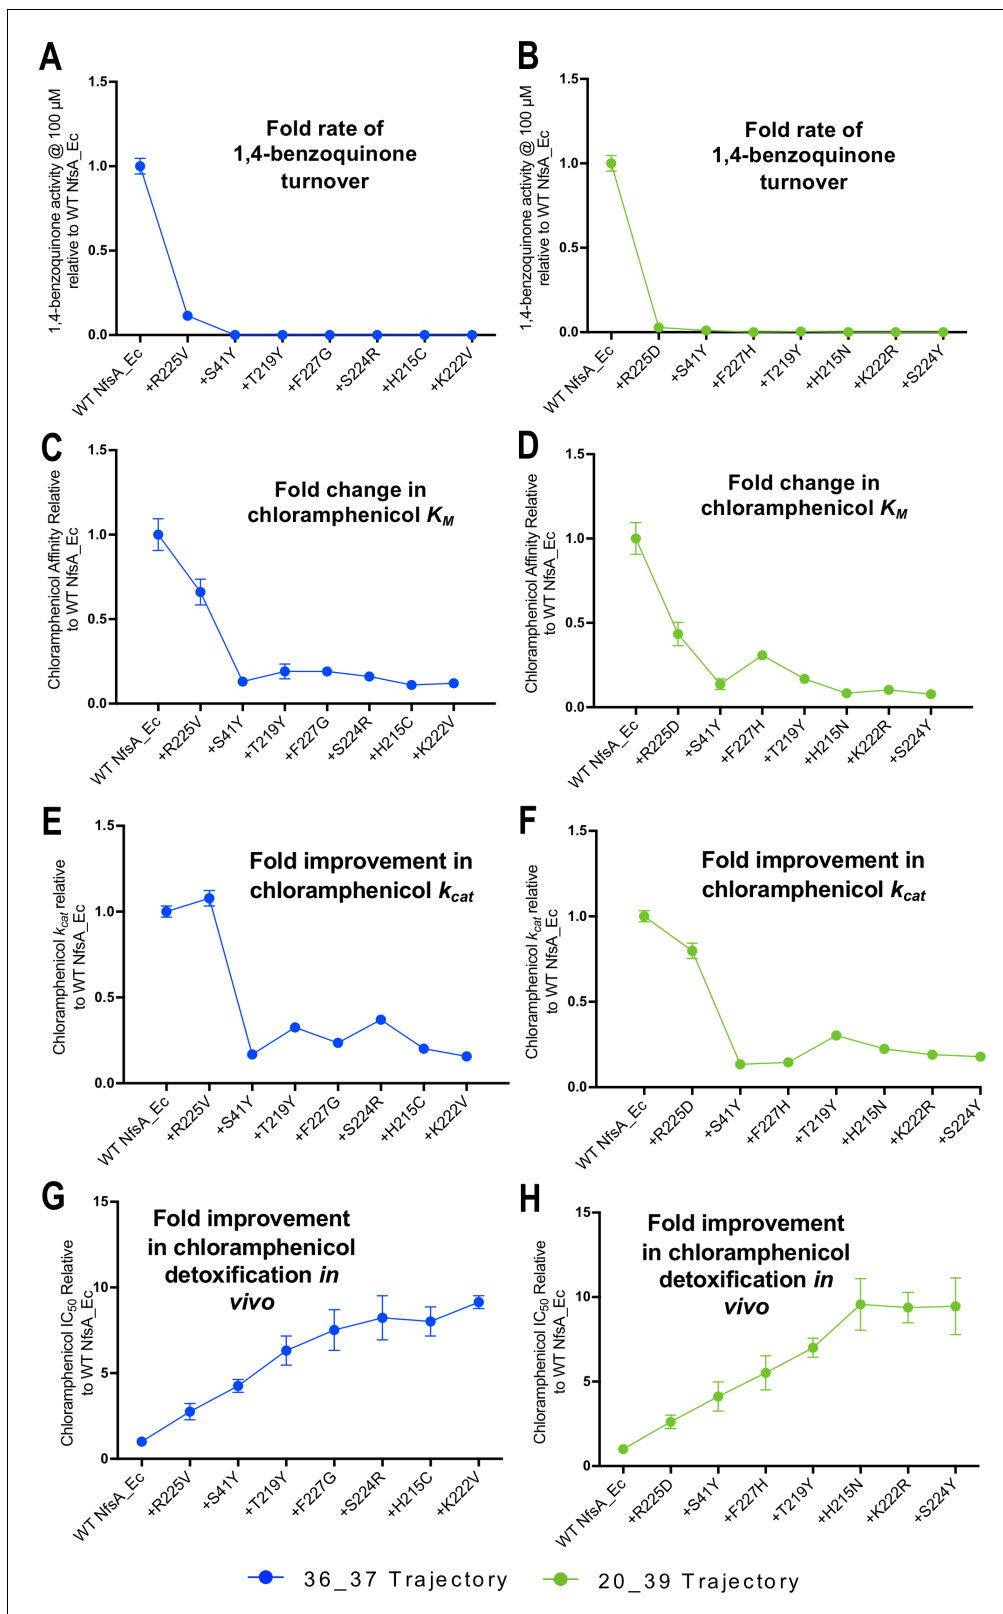 A
1,4-benzoquinone activity @ 100 µM
relative to WT NfsA_Ec
1.5
1.0
0.5
0.0
Fold rate of
1,4-benzoquinone
turnover
WT NfsA_Ec
+R225V
+S41Y
+T219Y
+F227G
+S224R
+H215C
+K222V
B
1,4-benzoquinone activity @ 100 µM
relative to WT NfsA_Ec
1.5
1.0
0.5
0.0
Fold rate of
1,4-benzoquinone
turnover
WT NfsA_Ec
+R225D
+S41Y
+F227H
+T219Y
+H215N
+K222R
+S224Y
C
Chloramphenicol Affinity Relative
to WT NfsA_Ec
1.5
1.0
0.5
0.0
Fold change in
chloramphenicol KM
WT NfsA_Ec
+R225V
+S41Y
+T219Y
+F227G
+S224R
+H215C
+K222V
D
Chloramphenicol Affinity Relative
to WT NfsA_Ec
1.5
1.0
0.5
0.0
Fold change in
chloramphenicol KM
WT NfsA_Ec
+R225D
+S41Y
+F227H
+T219Y
+H215N
+K222R
+S224Y
E
Chloramphenicol kcat relative
to WT NfsA_Ec
1.5
1.0
0.5
0.0
Fold improvement in
chloramphenicol kcat
WT NfsA_Ec
+R225V
+S41Y
+T219Y
+F227G
+S224R
+H215C
+K222V
F
Chloramphenicol kcat relative
to WT NfsA_Ec
1.5
1.0
0.5
0.0
Fold improvement in
chloramphenicol kcat
WT NfsA_Ec
+R225D
+S41Y
+F227H
+T219Y
+H215N
+K222R
+S224Y
G
Chloramphenicol IC50 Relative
to WT NfsA_Ec
15
10
5
0
Fold improvement
in chloramphenicol
detoxification in
vivo
WT NfsA_Ec
+R225V
+S41Y
+T219Y
+F227G
+S224R
+H215C
+K222V
H
Chloramphenicol IC50 Relative
to WT NfsA_Ec
15
10
5
0
Fold improvement
in chloramphenicol
detoxification in
vivo
WT NfsA_Ec
+R225D
+S41Y
+F227H
+T219Y
+H215N
+K222R
+S224Y
36_37 Trajectory
20_39 Trajectory